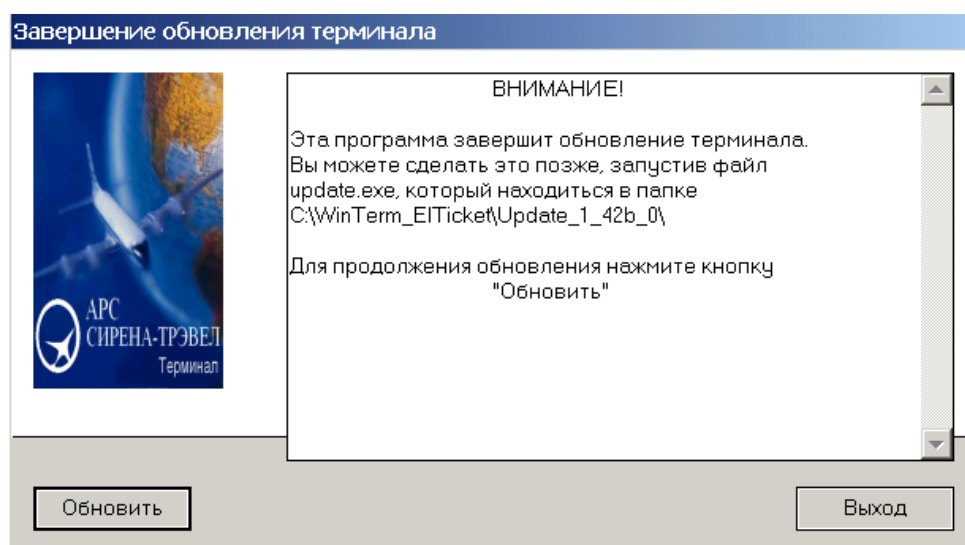 Завершение обновления терминала
ВНИМАНИЕ!
Эта программа завершит обновление терминала.
Вы можете сделать это позже, запустив файл
update.exe, который находиться в папке
C:\WinTerm_ElTicket\Update_1_42b_0\
Для продолжения обновления нажмите кнопку
"Обновить"
АРС
СИРЕНА-ТРЭВЕЛ
Терминал
Обновить
Выход